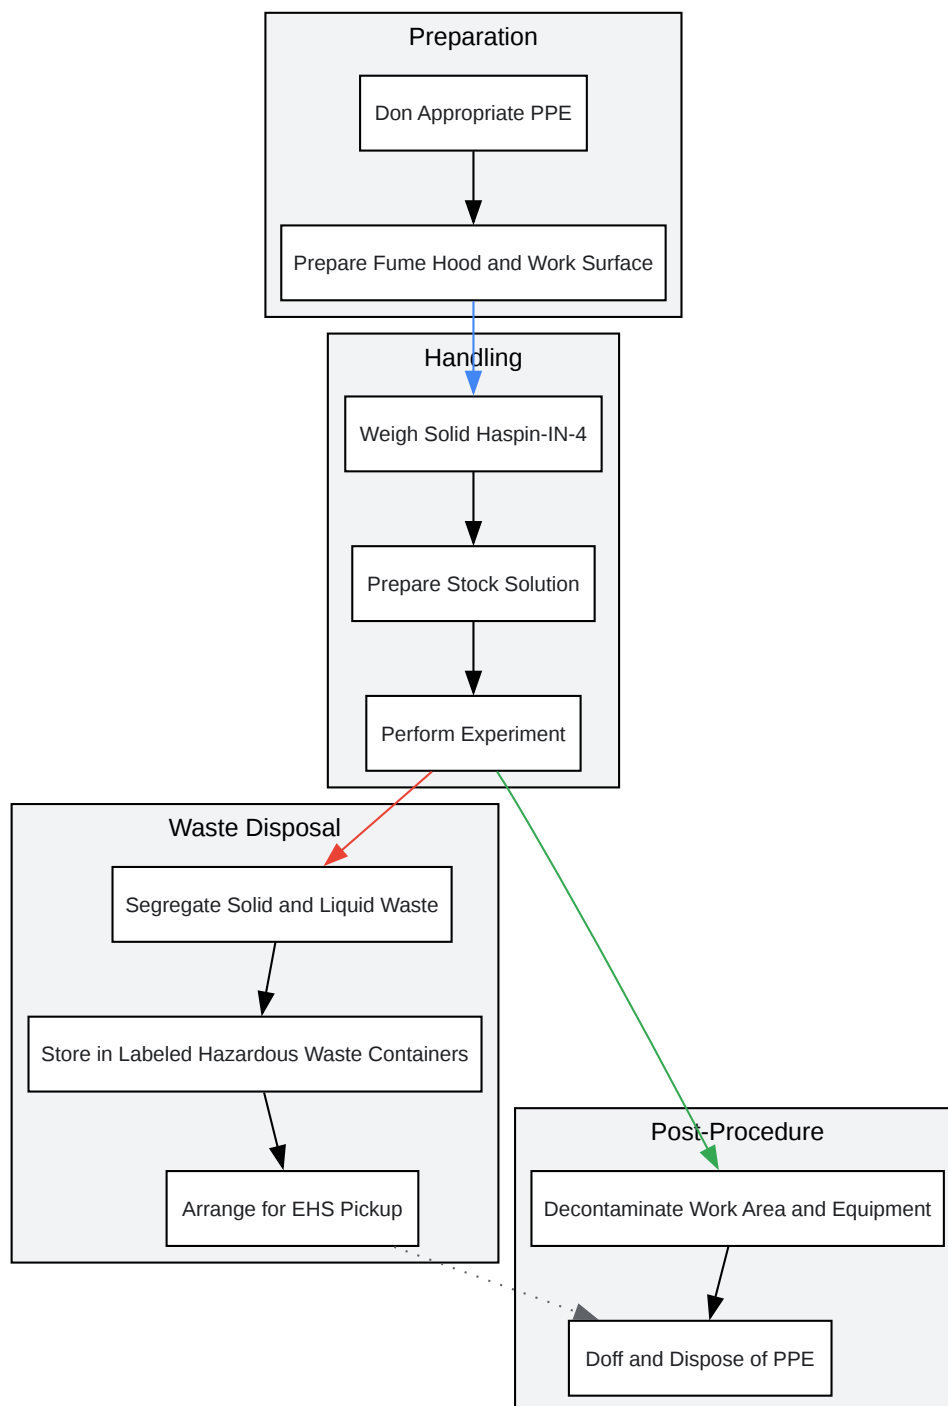 Preparation
Don Appropriate PPE
Prepare Fume Hood and Work Surface
Handling
Weigh Solid Haspin-IN-4
Prepare Stock Solution
Perform Experiment
Waste Disposal
Segregate Solid and Liquid Waste
Store in Labeled Hazardous Waste Containers
Arrange for EHS Pickup
Post-Procedure
Decontaminate Work Area and Equipment
Doff and Dispose of PPE